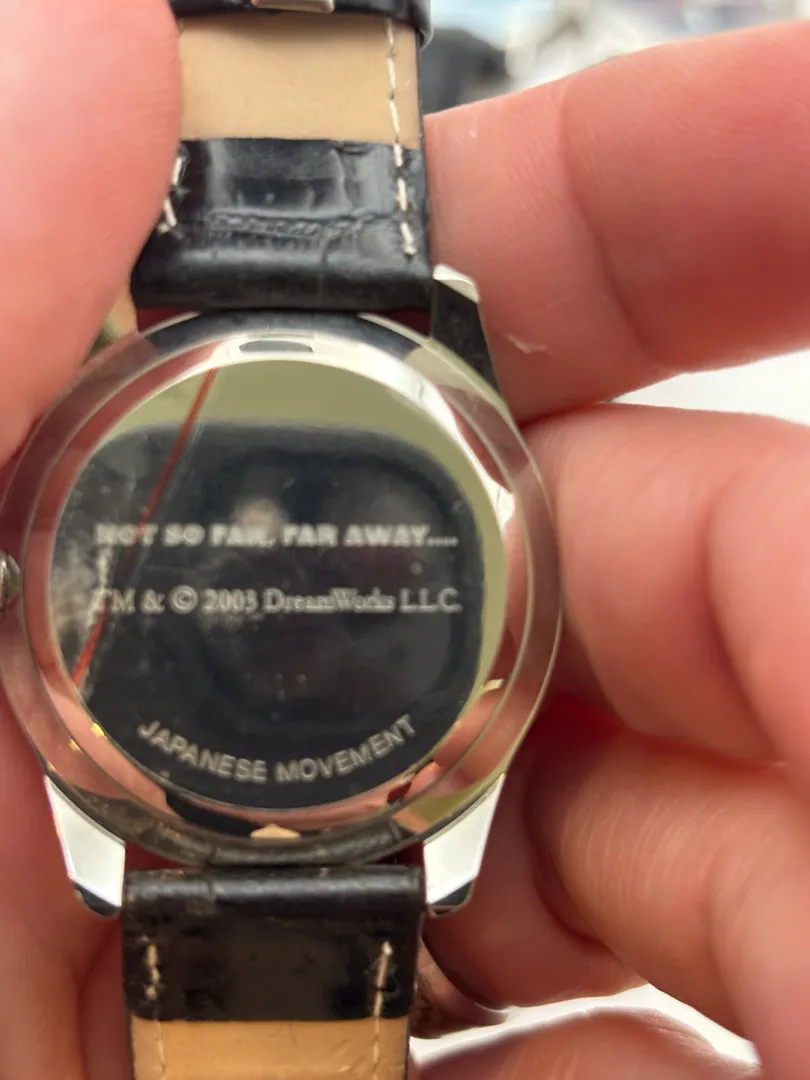 NOT SO FAR, FAR AWAY....
TM & © 2003 DreamWorks L.L.C.
JAPANESE MOVEMENT